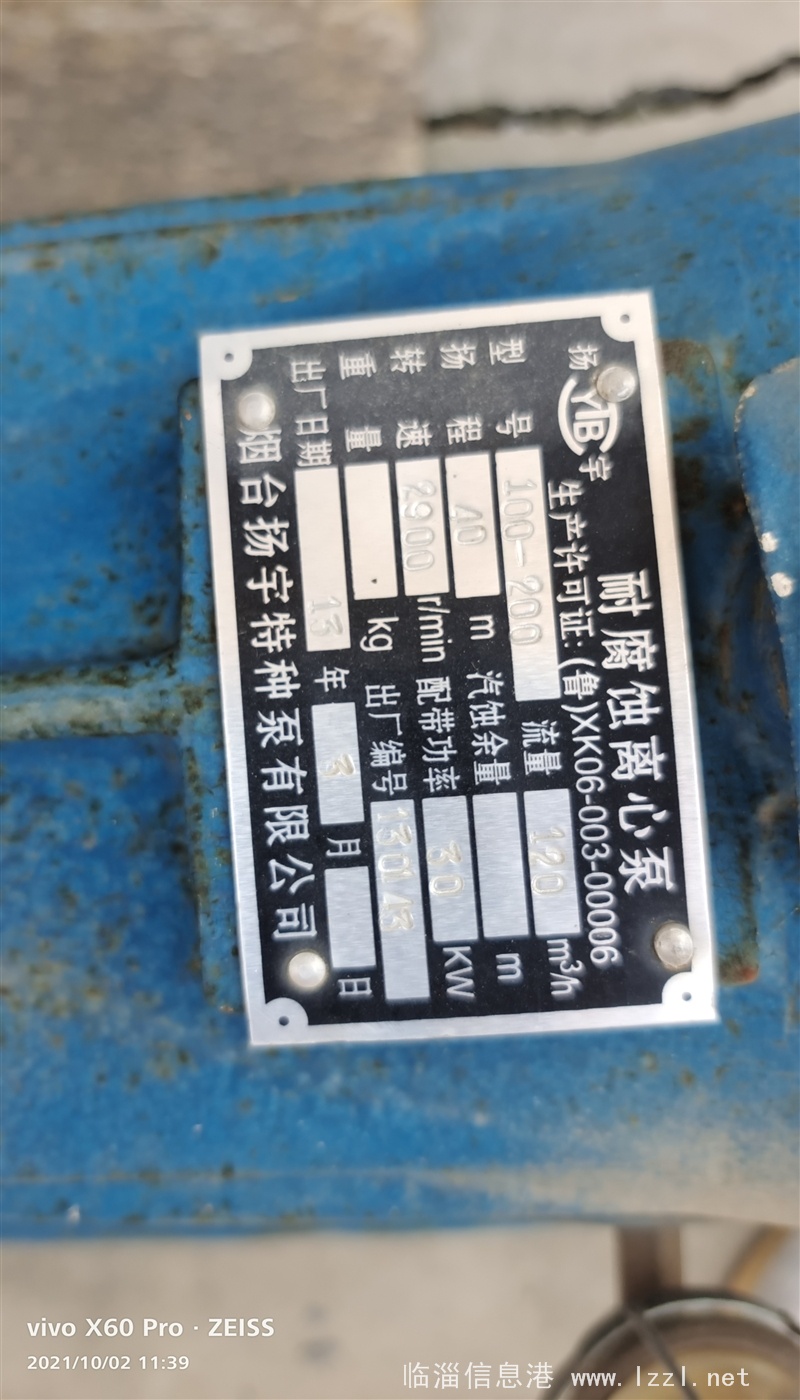 扬 YTB 宇
耐腐蚀离心泵
生产许可证:(鲁)XK06-003-00006
型号 100-200 流量 120 m³/h
扬程 40 m 汽蚀余量 m
转速 2900 r/min 配带功率 30 KW
重量 kg 出厂编号
出厂日期 13 年 3 月 日
烟台扬宇特种泵有限公司
vivo X60 Pro · ZEISS
2021/10/02 11:39
临淄信息港 www.lzzl.net